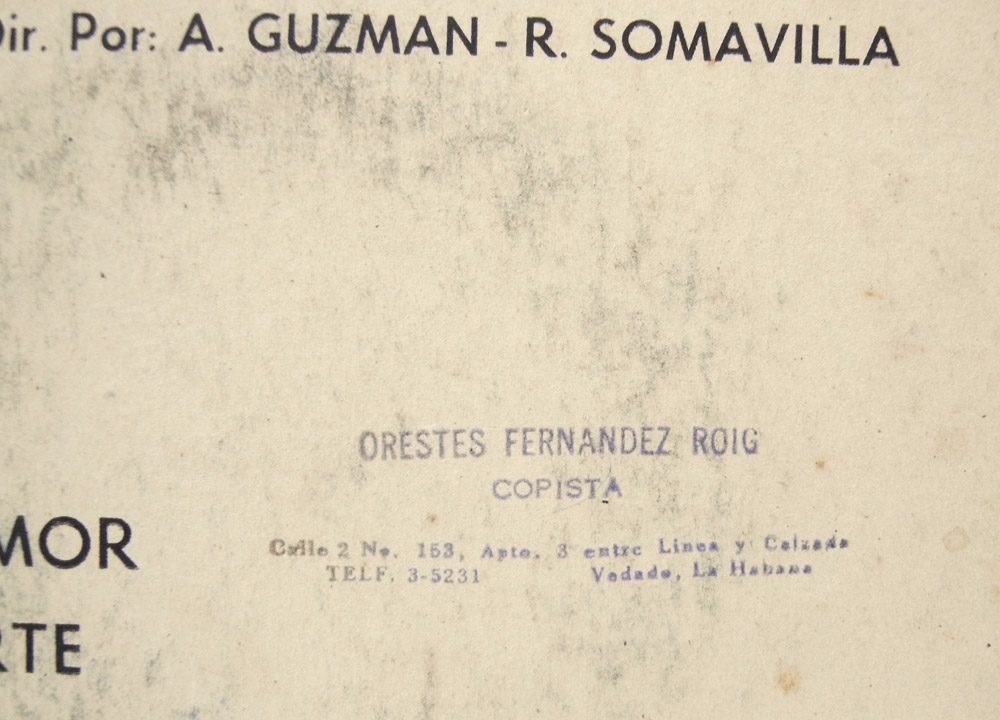 Dir. Por: A. GUZMAN - R. SOMAVILLA
ORESTES FERNANDEZ ROIG
COPISTA
MOR
Calle 2 No. 153, Apto. 3 entre Linea y Calzada
TELF. 3-5231 Vedado, La Habana
RTE